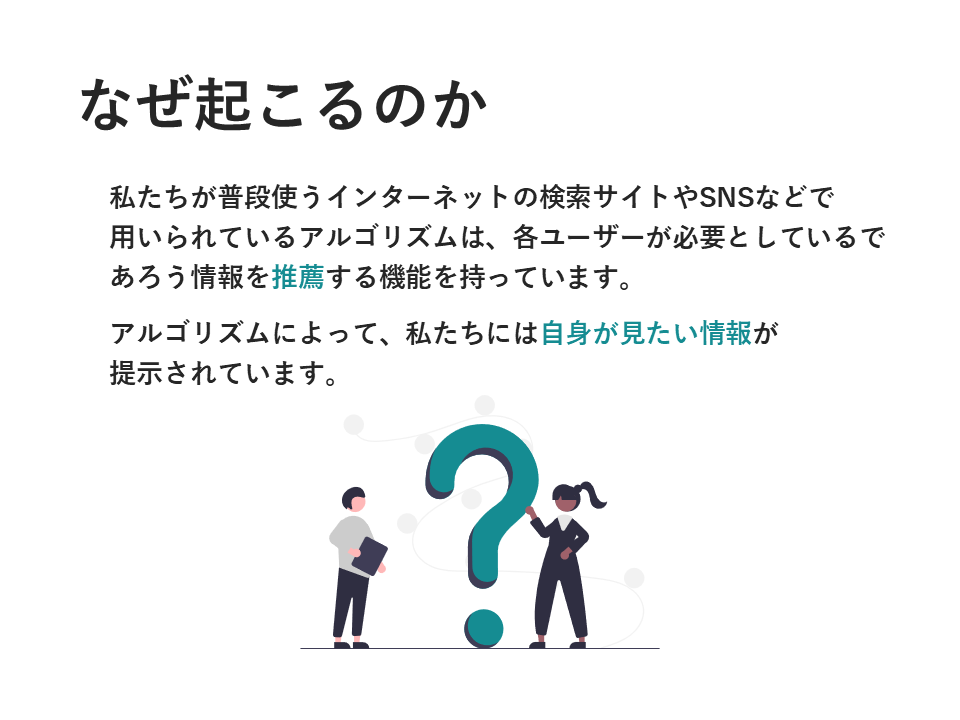 なぜ起こるのか
私たちが普段使うインターネットの検索サイトやSNSなどで
用いられているアルゴリズムは、各ユーザーが必要としているで
あろう情報を推薦する機能を持っています。
アルゴリズムによって、私たちには自身が見たい情報が
提示されています。